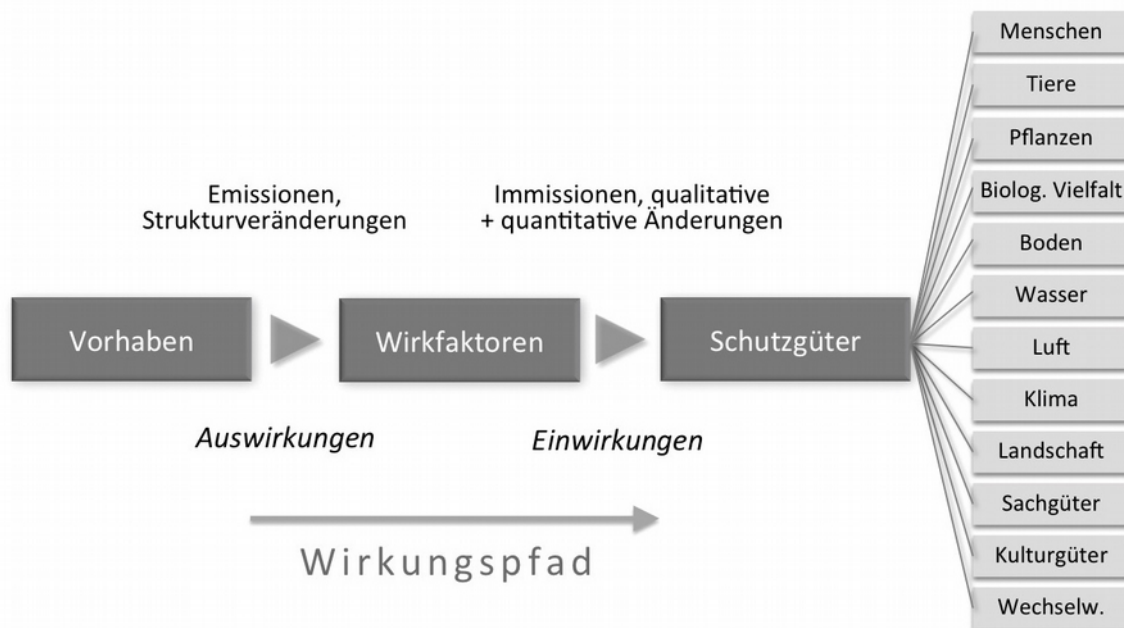 Emissionen,
Strukturveränderungen
Immissionen, qualitative
+ quantitative Änderungen
Vorhaben
Wirkfaktoren
Schutzgüter
Auswirkungen
Einwirkungen
Wirkungspfad
Menschen
Tiere
Pflanzen
Biolog. Vielfalt
Boden
Wasser
Luft
Klima
Landschaft
Sachgüter
Kulturgüter
Wechselw.